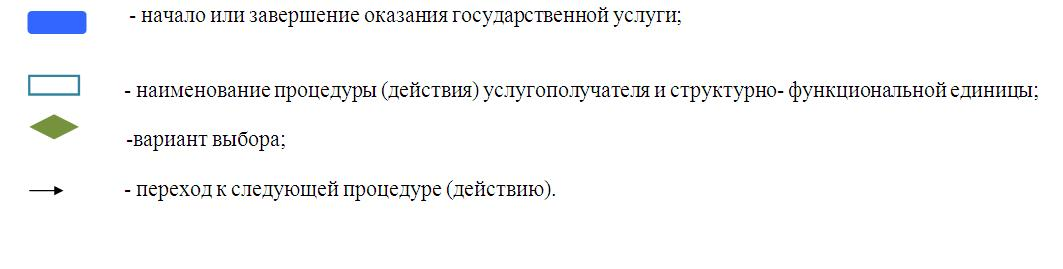 - начало или завершение оказания государственной услуги;
- наименование процедуры (действия) услугополучателя и структурно- функциональной единицы;
-вариант выбора;
- переход к следующей процедуре (действию).